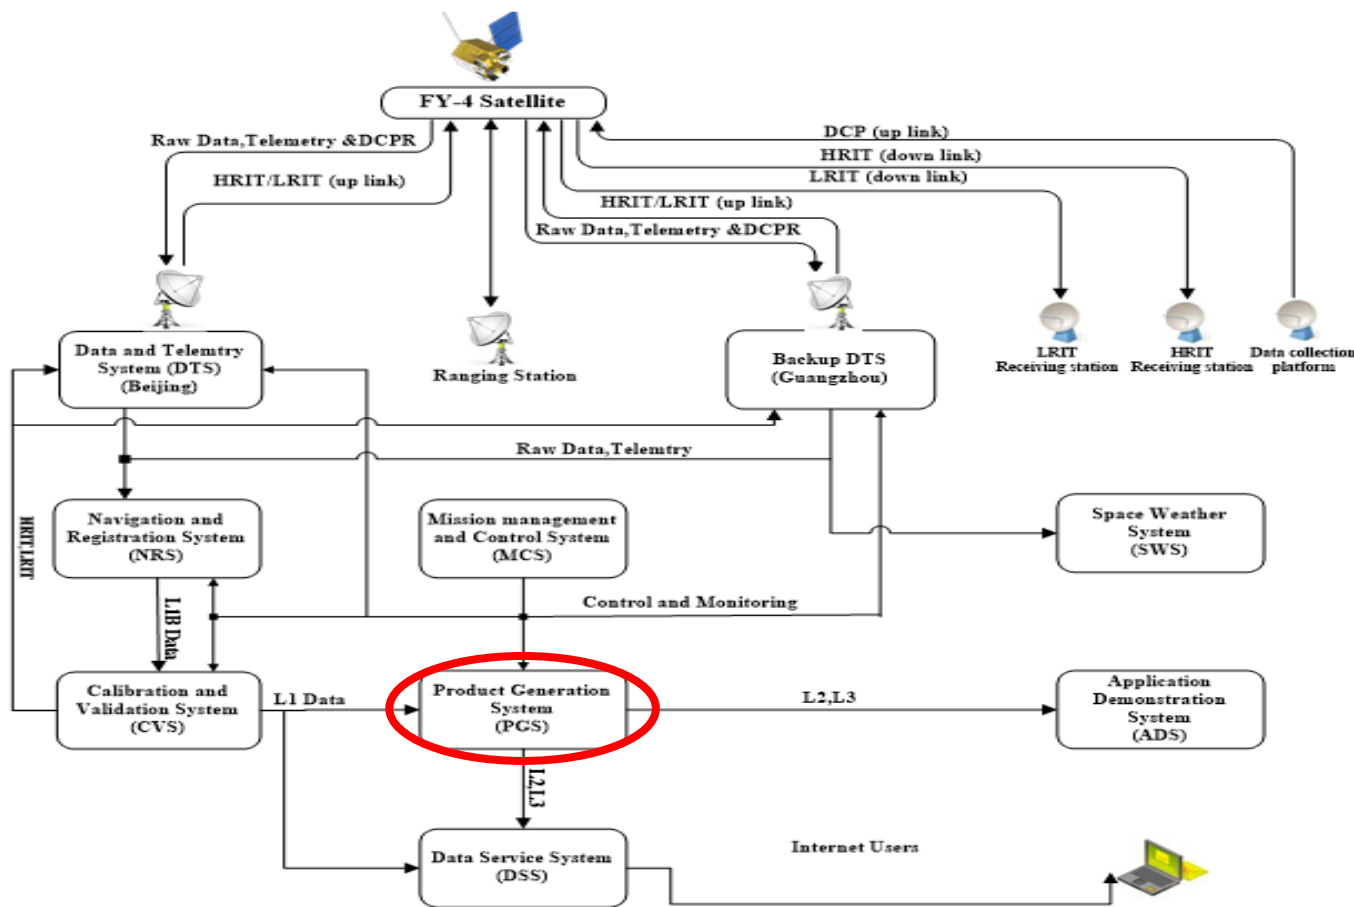 FY-4 Satellite
Raw Data,Telemetry &DCPR
HRIT/LRIT (up link)
DCP (up link)
HRIT (down link)
LRIT (down link)
HRIT/LRIT (up link)
Raw Data,Telemetry &DCPR
Data and Telemtry
System (DTS)
(Beijing)
Ranging Station
Backup DTS
(Guangzhou)
LRIT
Receiving station
HRIT
Receiving station
Data collection
platform
Raw Data,Telemtry
HRIT,LRIT
Navigation and
Registration System
(NRS)
Mission management
and Control System
(MCS)
Space Weather
System
(SWS)
L1B Data
Control and Monitoring
Calibration and
Validation System
(CVS)
L1 Data
Product Generation
System
(PGS)
L2,L3
Application
Demonstration
System
(ADS)
L2,L3
Data Service System
(DSS)
Internet Users